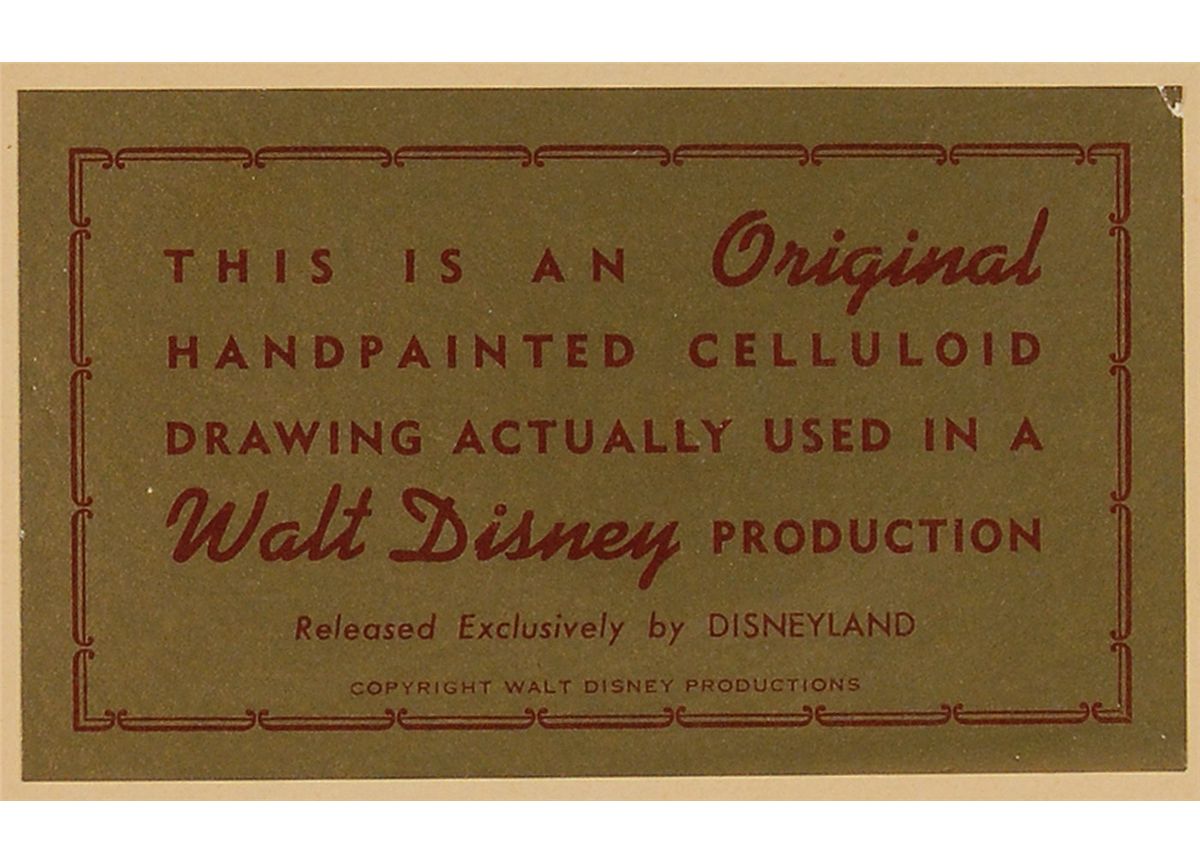 THIS IS AN Original
HANDPAINTED CELLULOID
DRAWING ACTUALLY USED IN A
Walt Disney PRODUCTION
Released Exclusively by DISNEYLAND
COPYRIGHT WALT DISNEY PRODUCTIONS